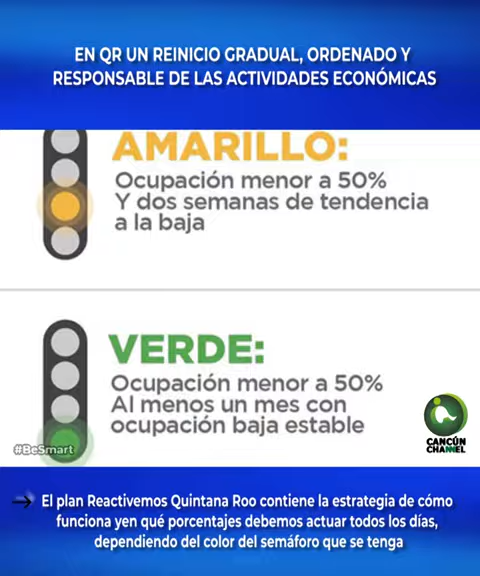 EN QR UN REINICIO GRADUAL, ORDENADO Y
RESPONSABLE DE LAS ACTIVIDADES ECONÓMICAS
AMARILLO:
Ocupación menor a 50%
Y dos semanas de tendencia
a la baja
VERDE:
Ocupación menor a 50%
Al menos un mes con
ocupación baja estable
#BeSmart
CANCÚN
CHANNEL
El plan Reactivemos Quintana Roo contiene la estrategia de cómo
funciona yen qué porcentajes debemos actuar todos los días,
dependiendo del color del semáforo que se tenga